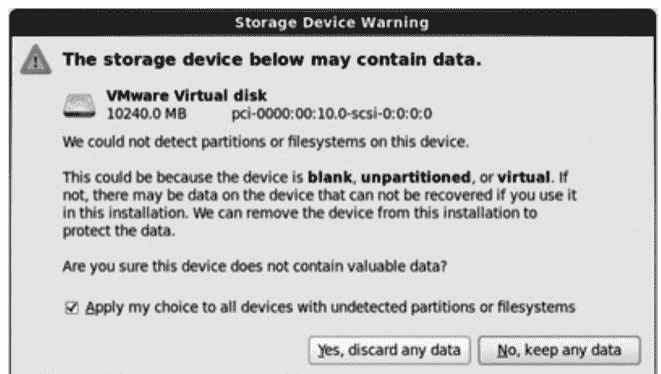 Storage Device Warning
The storage device below may contain data.
VMware Virtual disk
10240.0 MB pci-0000:00:10.0-scsi-0:0:0:0
We could not detect partitions or filesystems on this device.
This could be because the device is blank, unpartitioned, or virtual. If
not, there may be data on the device that can not be recovered if you use it
in this installation. We can remove the device from this installation to
protect the data.
Are you sure this device does not contain valuable data?
Apply my choice to all devices with undetected partitions or filesystems
Yes, discard any data No, keep any data